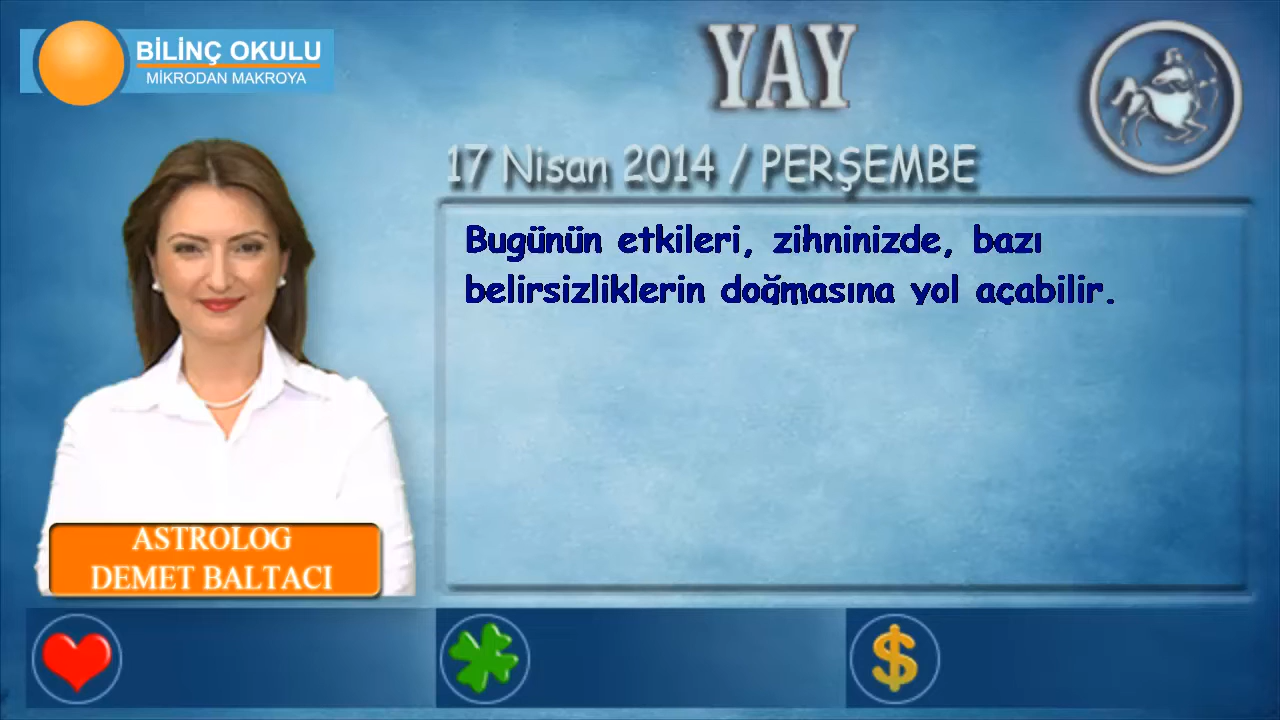 BİLİNÇ OKULU
MİKRODAN MAKROYA
YAY
17 Nisan 2014 / PERŞEMBE
Bugünün etkileri, zihninizde, bazı
belirsizliklerin doğmasına yol açabilir.
ASTROLOG
DEMET BALTACI